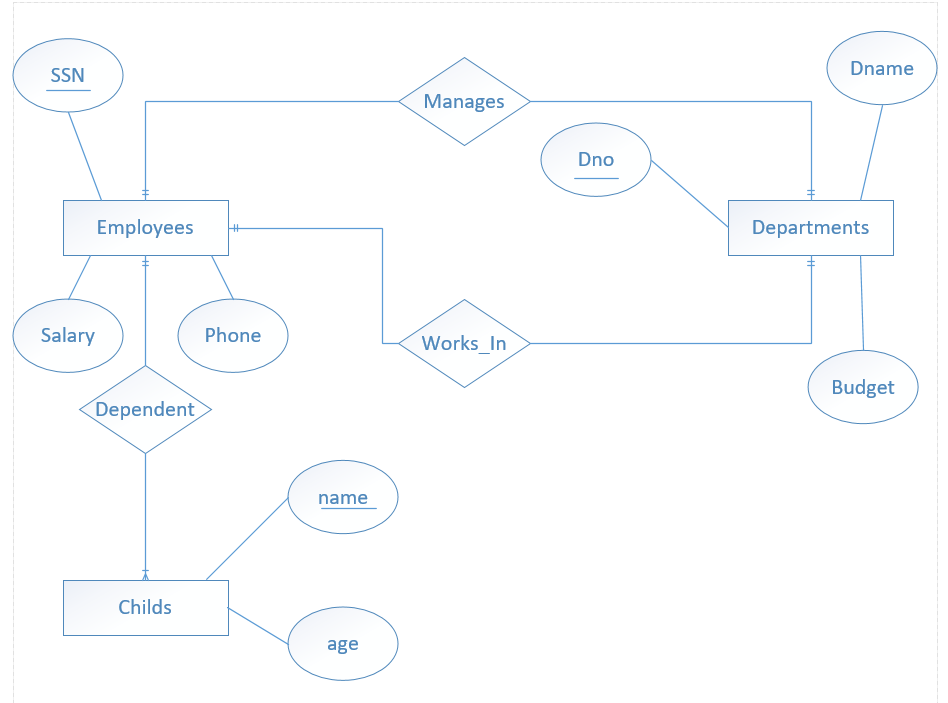 SSN
Manages
Dname
Dno
Employees
Departments
Salary
Phone
Works_In
Budget
Dependent
name
Childs
age